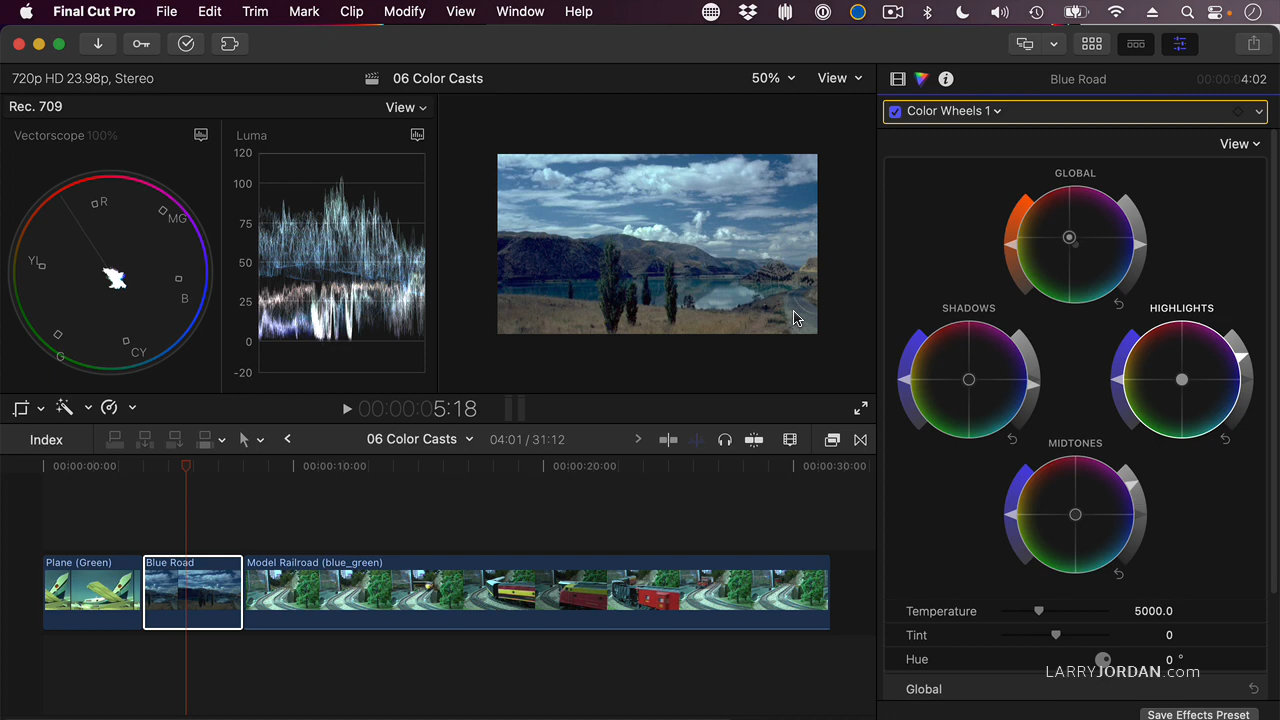 Final Cut Pro File Edit Trim Mark Clip Modify View Window Help
720p HD 23.98p, Stereo 06 Color Casts 50% View Blue Road 00:00:04:02
Rec. 709 View Color Wheels 1
Vectorscope 100% Luma
View
120
100
75
50
25
0
-20
R
MG
YL
B
G
CY
GLOBAL
SHADOWS HIGHLIGHTS
MIDTONES
00:00:05:18
Index 06 Color Casts 04:01 / 31:12
00:00:00:00 00:00:10:00 00:00:20:00 00:00:30:00
Plane (Green) Blue Road Model Railroad (blue_green)
Temperature 5000.0
Tint 0
Hue 0 °
LARRYJORDAN.com
Global
Save Effects Preset